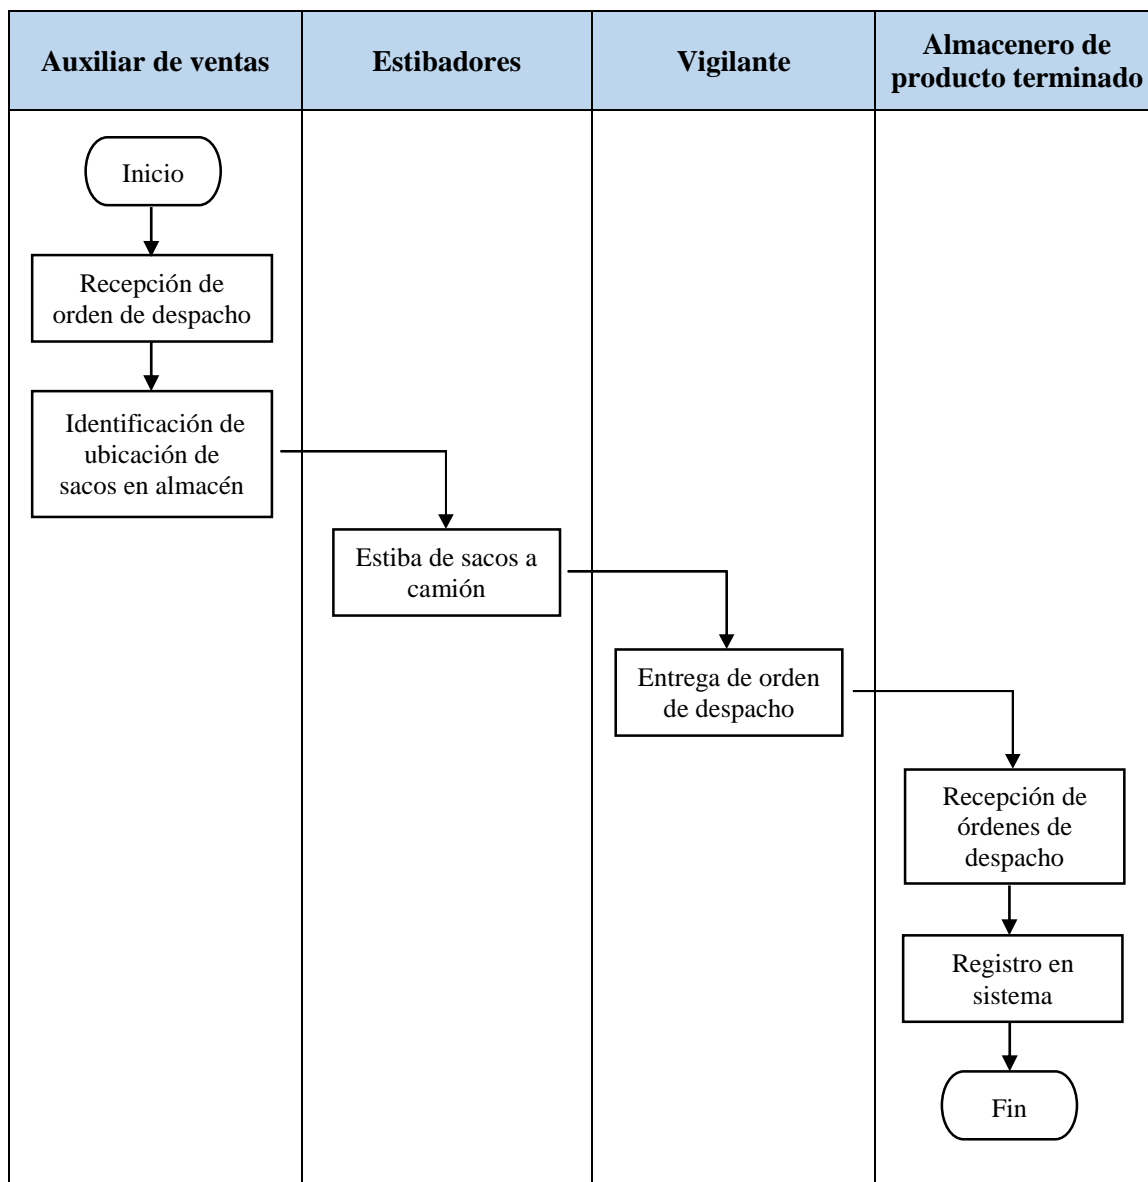 Auxiliar de ventas
Estibadores
Vigilante
Almacenero de
producto terminado
Inicio
Recepción de
orden de despacho
Identificación de
ubicación de
sacos en almacén
Estiba de sacos a
camión
Entrega de orden
de despacho
Recepción de
órdenes de
despacho
Registro en
sistema
Fin